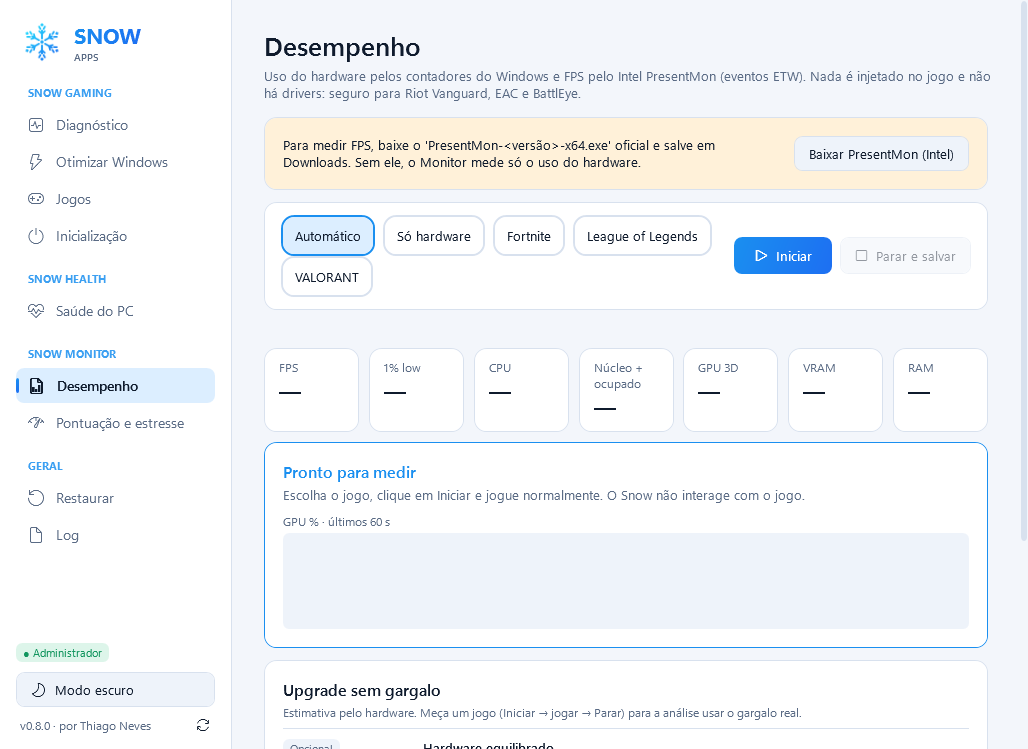 SNOW
APPS
SNOW GAMING
Diagnóstico
Otimizar Windows
Jogos
Inicialização
SNOW HEALTH
Saúde do PC
SNOW MONITOR
Desempenho
Pontuação e estresse
GERAL
Restaurar
Log
● Administrador
Modo escuro
v0.8.0 · por Thiago Neves
Desempenho
Uso do hardware pelos contadores do Windows e FPS pelo Intel PresentMon (eventos ETW). Nada é injetado no jogo e não
há drivers: seguro para Riot Vanguard, EAC e BattlEye.
Para medir FPS, baixe o 'PresentMon-<versão>-x64.exe' oficial e salve em
Downloads. Sem ele, o Monitor mede só o uso do hardware.
Baixar PresentMon (Intel)
Automático
Só hardware
Fortnite
League of Legends
VALORANT
Iniciar
Parar e salvar
FPS
—
1% low
—
CPU
—
Núcleo +
ocupado
—
GPU 3D
—
VRAM
—
RAM
—
Pronto para medir
Escolha o jogo, clique em Iniciar e jogue normalmente. O Snow não interage com o jogo.
GPU % · últimos 60 s
Upgrade sem gargalo
Estimativa pelo hardware. Meça um jogo (Iniciar → jogar → Parar) para a análise usar o gargalo real.
Opcional
Hardware equilibrado